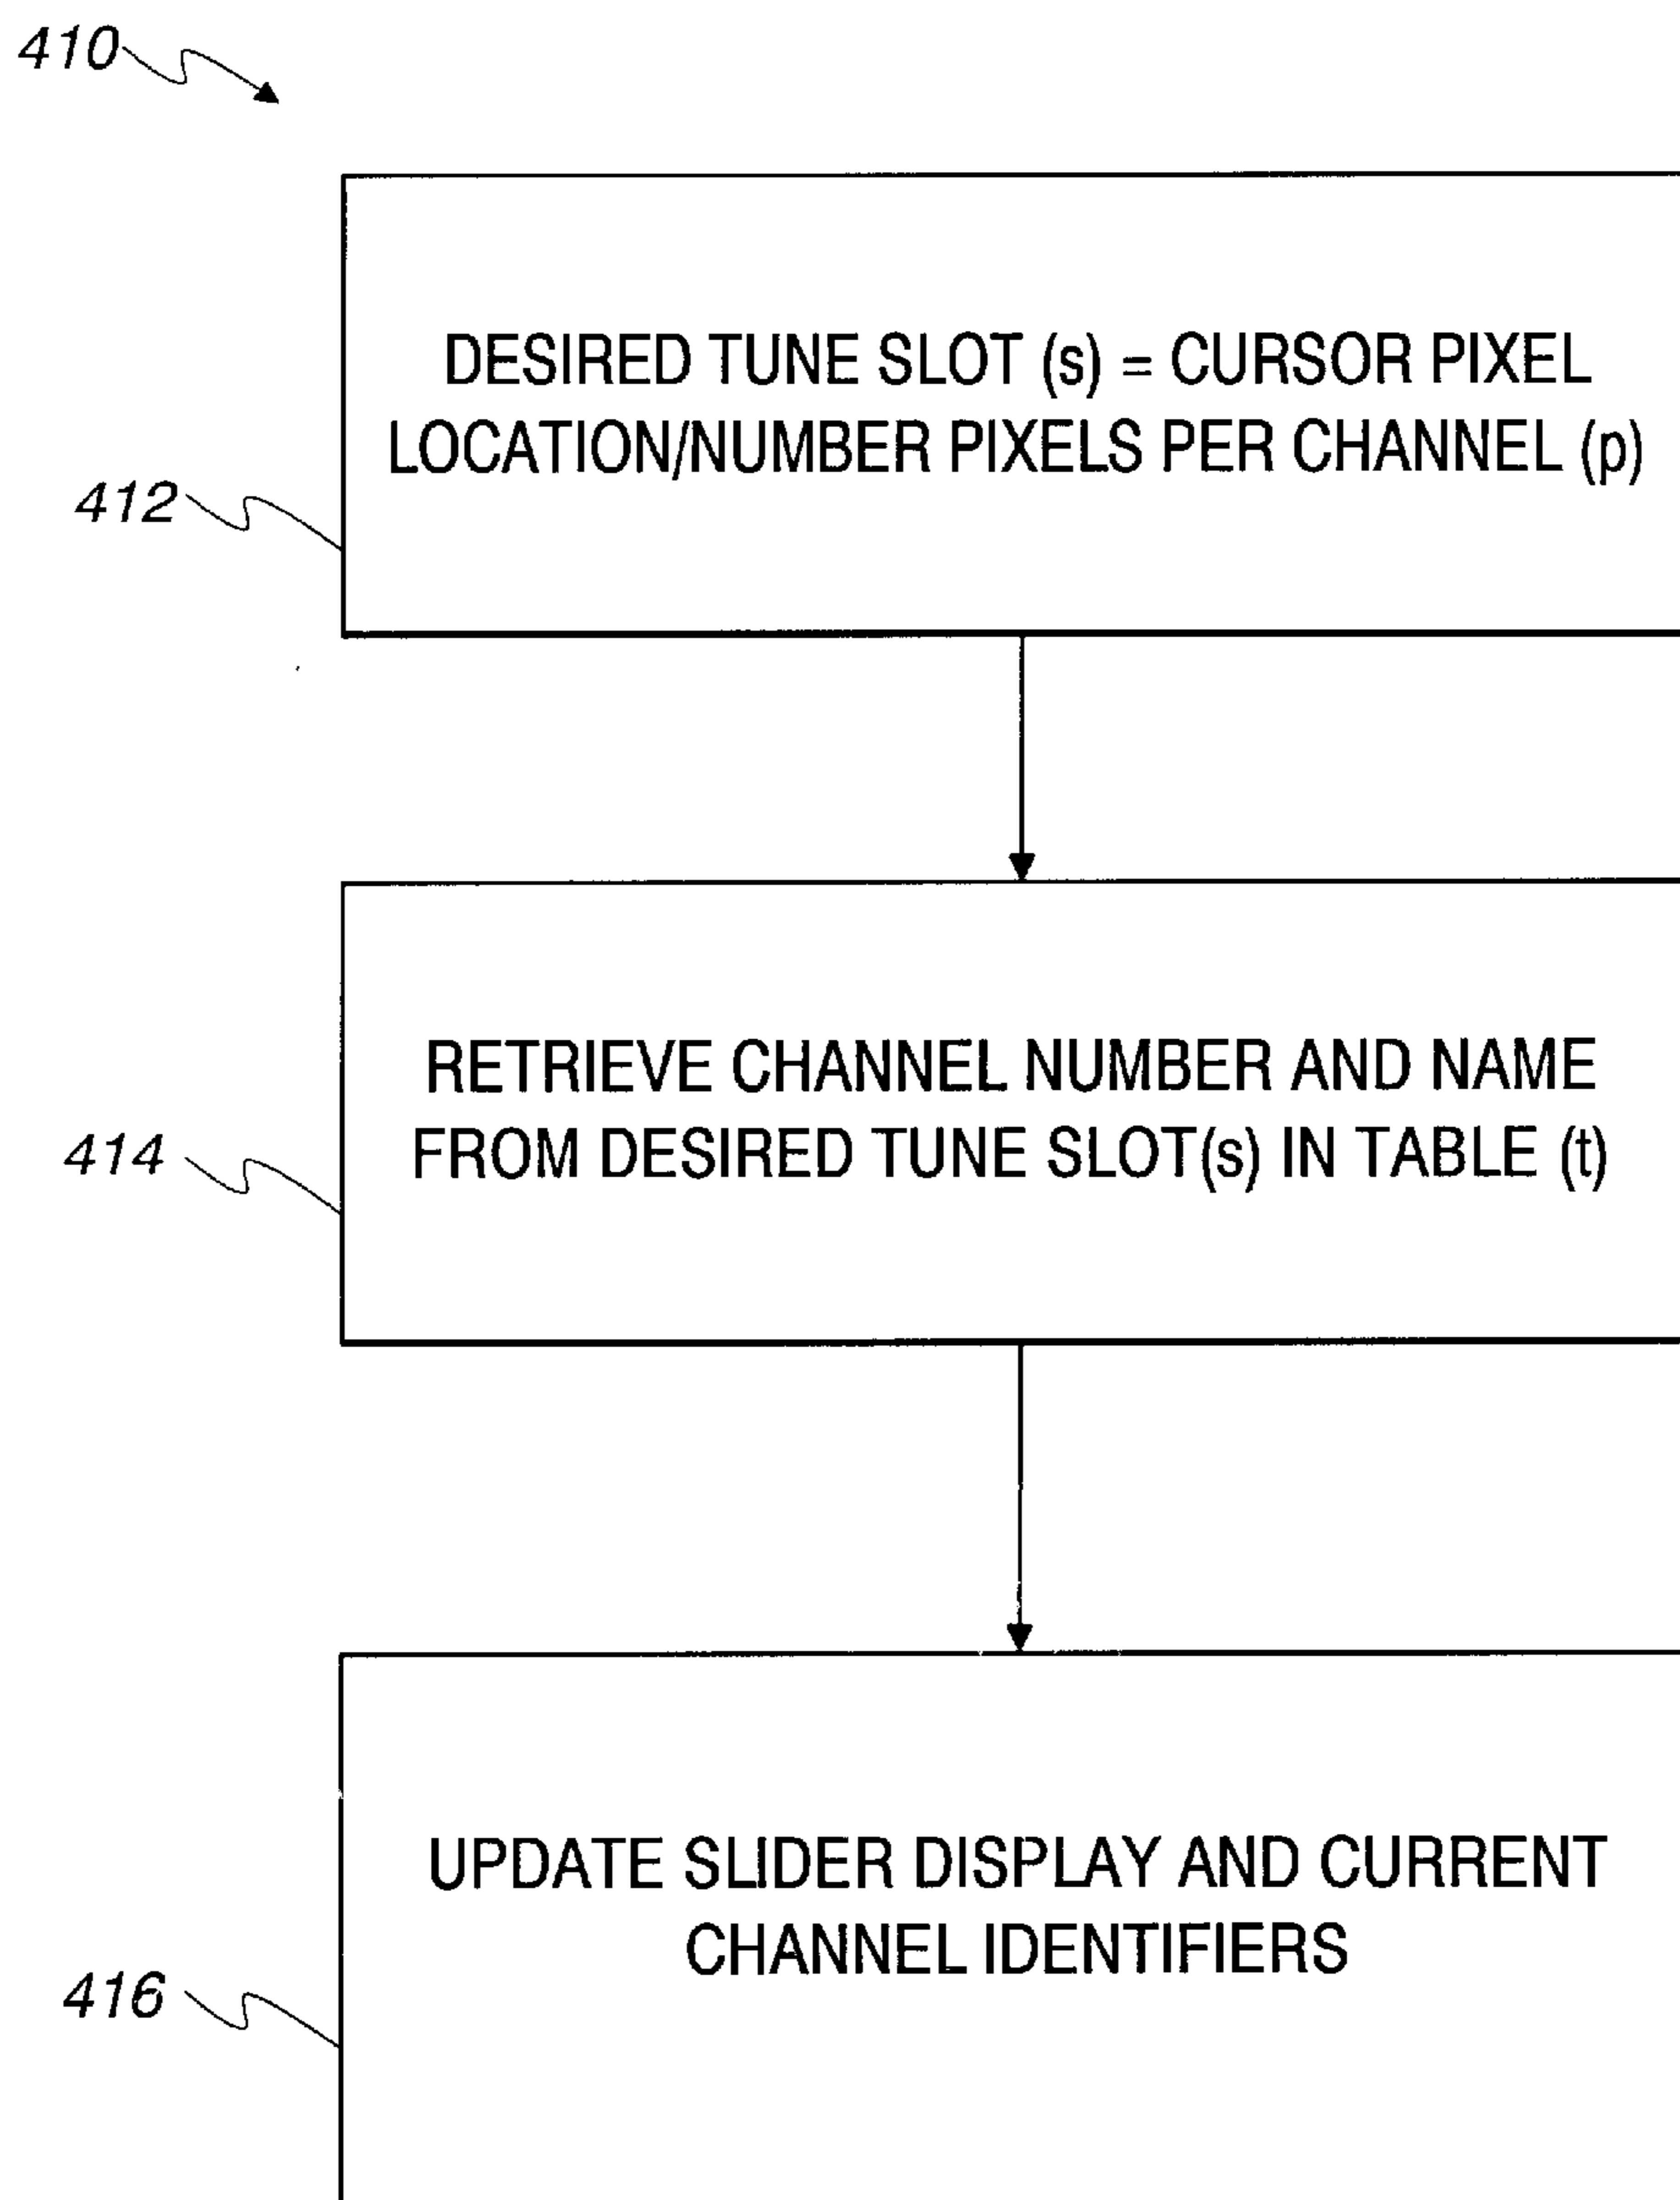 410
DESIRED TUNE SLOT (s) = CURSOR PIXEL
LOCATION/NUMBER PIXELS PER CHANNEL (p)
412
RETRIEVE CHANNEL NUMBER AND NAME
FROM DESIRED TUNE SLOT(s) IN TABLE (t)
414
UPDATE SLIDER DISPLAY AND CURRENT
CHANNEL IDENTIFIERS
416